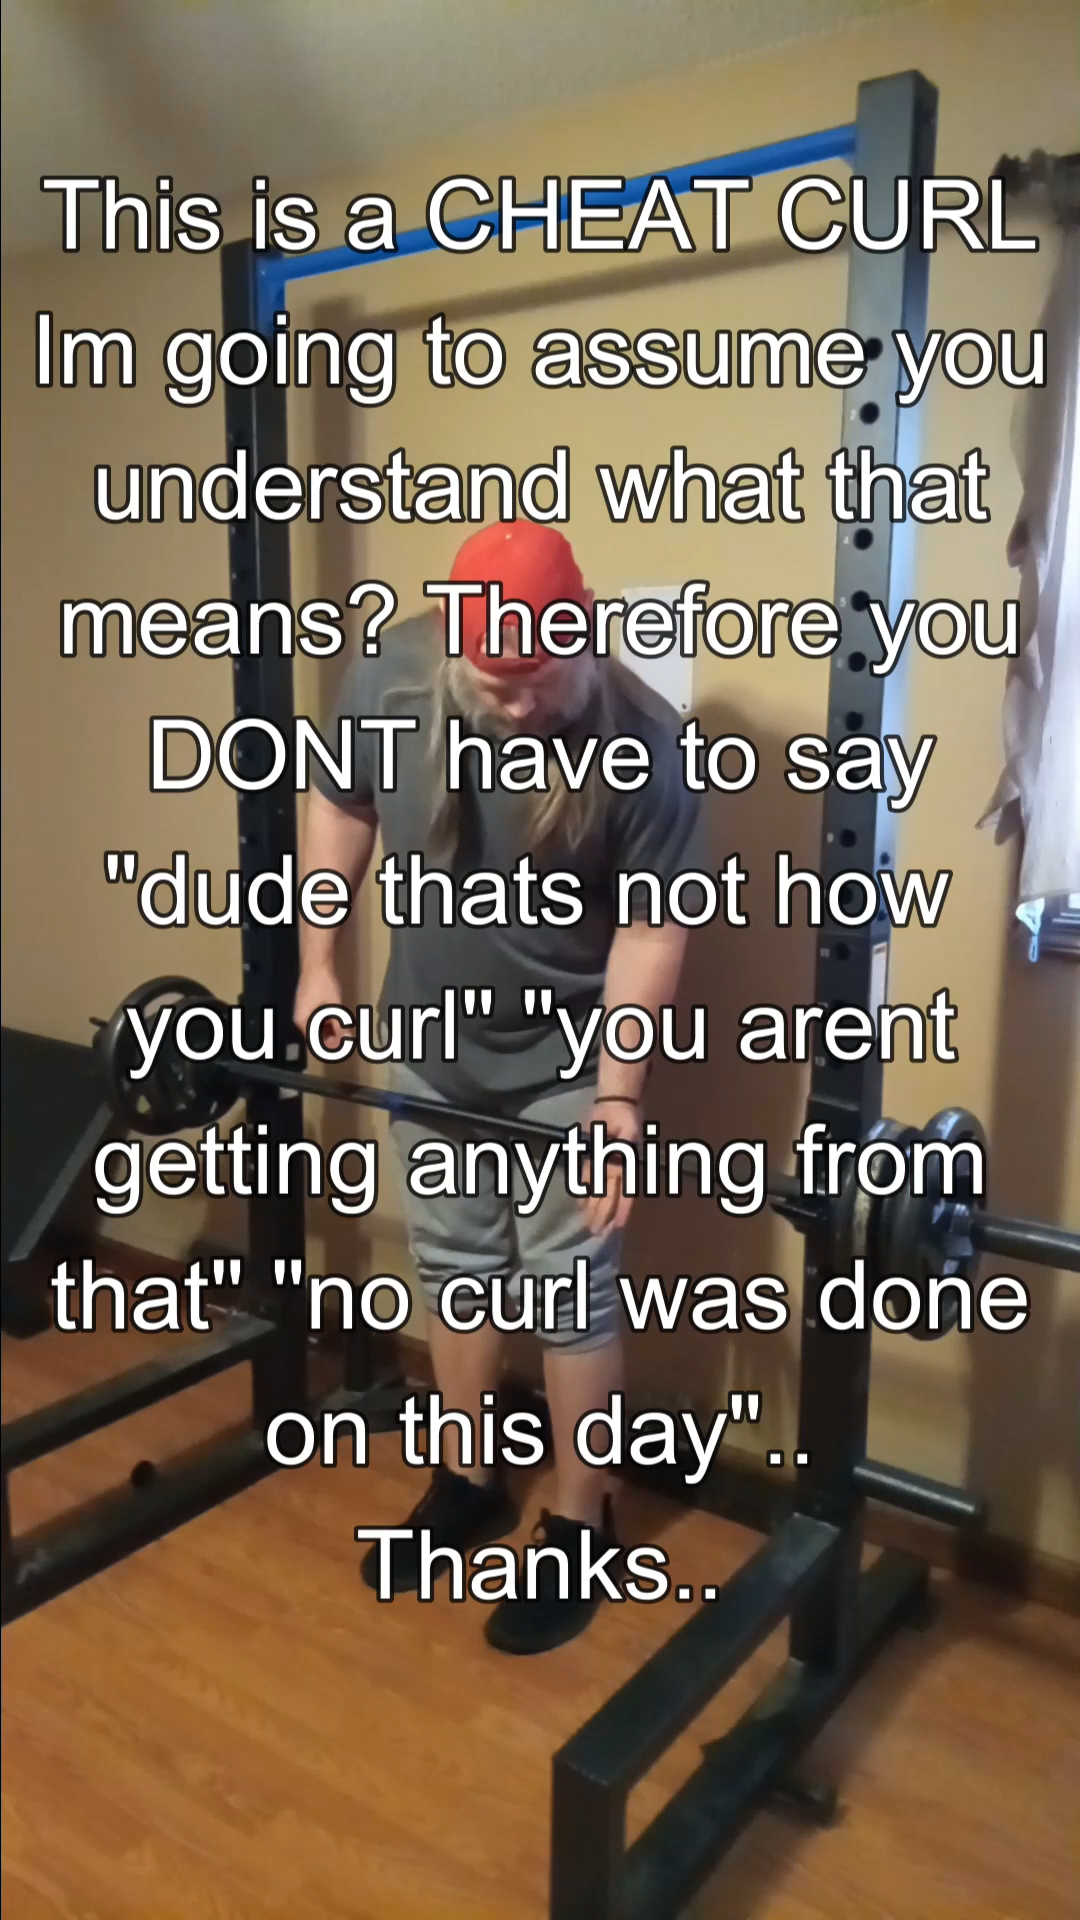 This is a CHEAT CURL
Im going to assume you
understand what that
means? Therefore you
DONT have to say
"dude thats not how
you curl" "you arent
getting anything from
that" "no curl was done
on this day"..
Thanks..